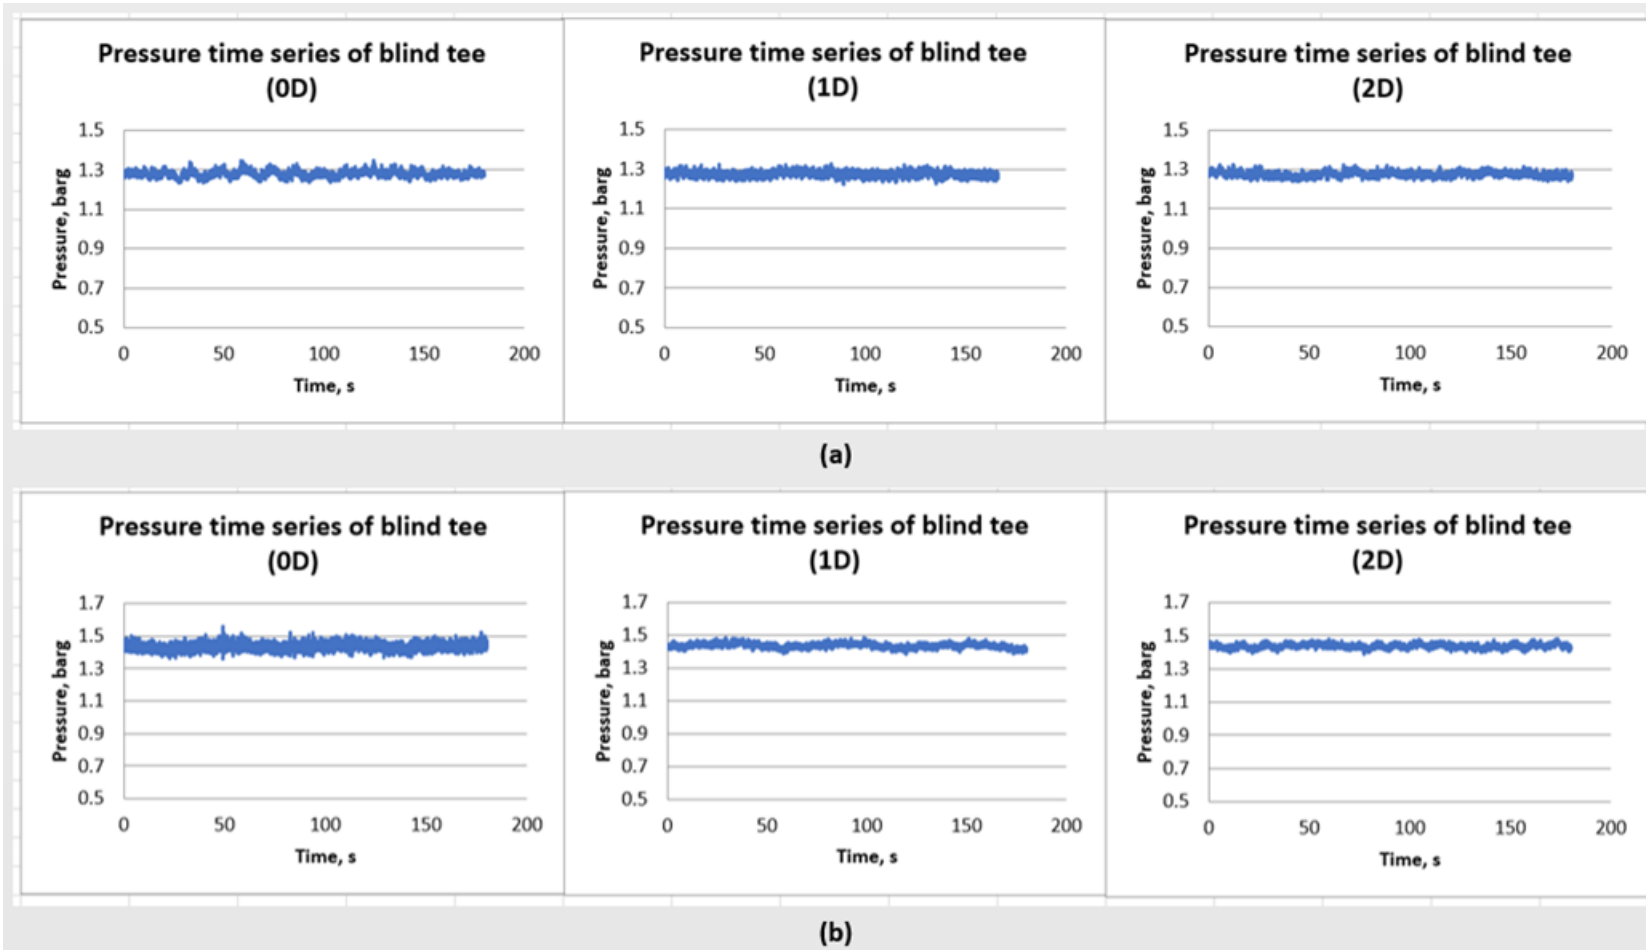 Pressure time series of blind tee
(0D)
1.5
1.3
1.1
0.9
0.7
0.5
Pressure, barg
0 50 100 150 200
Time, s
Pressure time series of blind tee
(1D)
1.5
1.3
1.1
0.9
0.7
0.5
Pressure, barg
0 50 100 150 200
Time, s
Pressure time series of blind tee
(2D)
1.5
1.3
1.1
0.9
0.7
0.5
Pressure, barg
0 50 100 150 200
Time, s
(a)
Pressure time series of blind tee
(0D)
1.7
1.5
1.3
1.1
0.9
0.7
0.5
Pressure, barg
0 50 100 150 200
Time, s
Pressure time series of blind tee
(1D)
1.7
1.5
1.3
1.1
0.9
0.7
0.5
Pressure, barg
0 50 100 150 200
Time, s
Pressure time series of blind tee
(2D)
1.7
1.5
1.3
1.1
0.9
0.7
0.5
Pressure, barg
0 50 100 150 200
Time, s
(b)